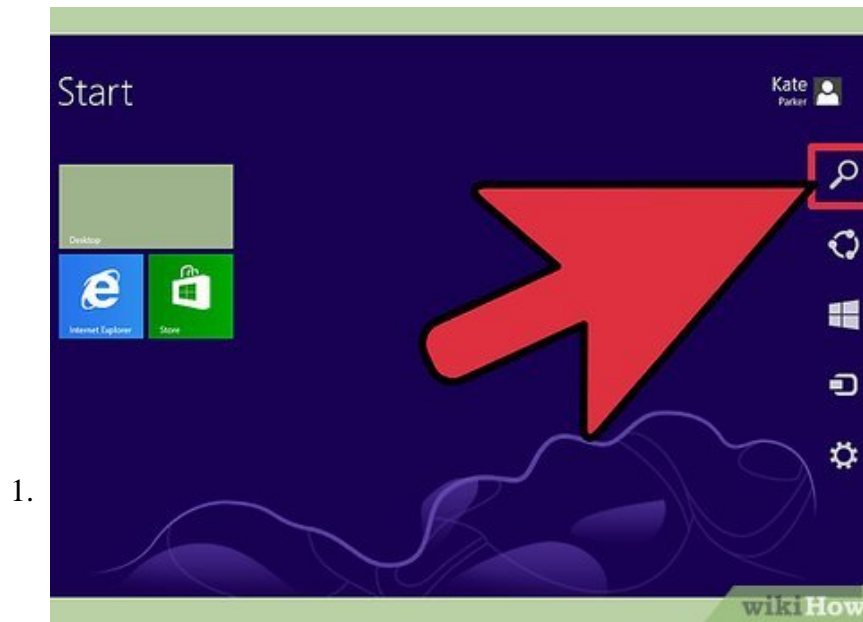 Start
Kate
Parker
Desktop
Internet Explorer
Store
1.
wikiHow